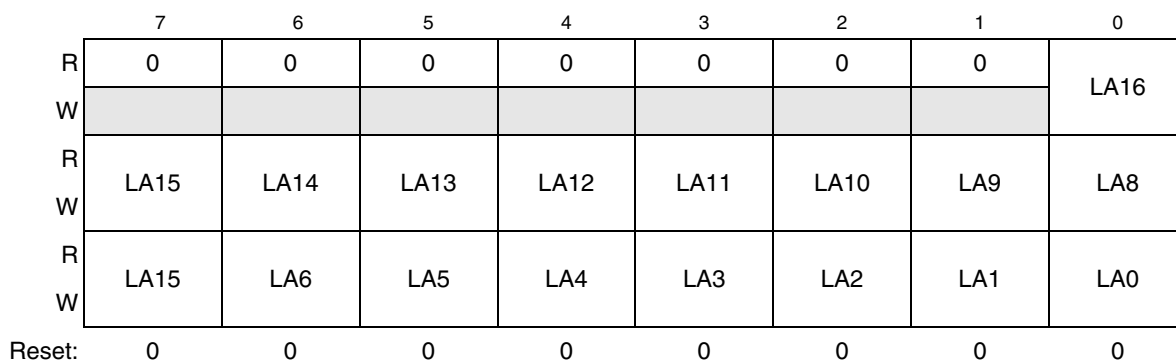 7 6 5 4 3 2 1 0
R 0 0 0 0 0 0 0 LA16
W
R LA15 LA14 LA13 LA12 LA11 LA10 LA9 LA8
W
R LA15 LA6 LA5 LA4 LA3 LA2 LA1 LA0
W
Reset: 0 0 0 0 0 0 0 0